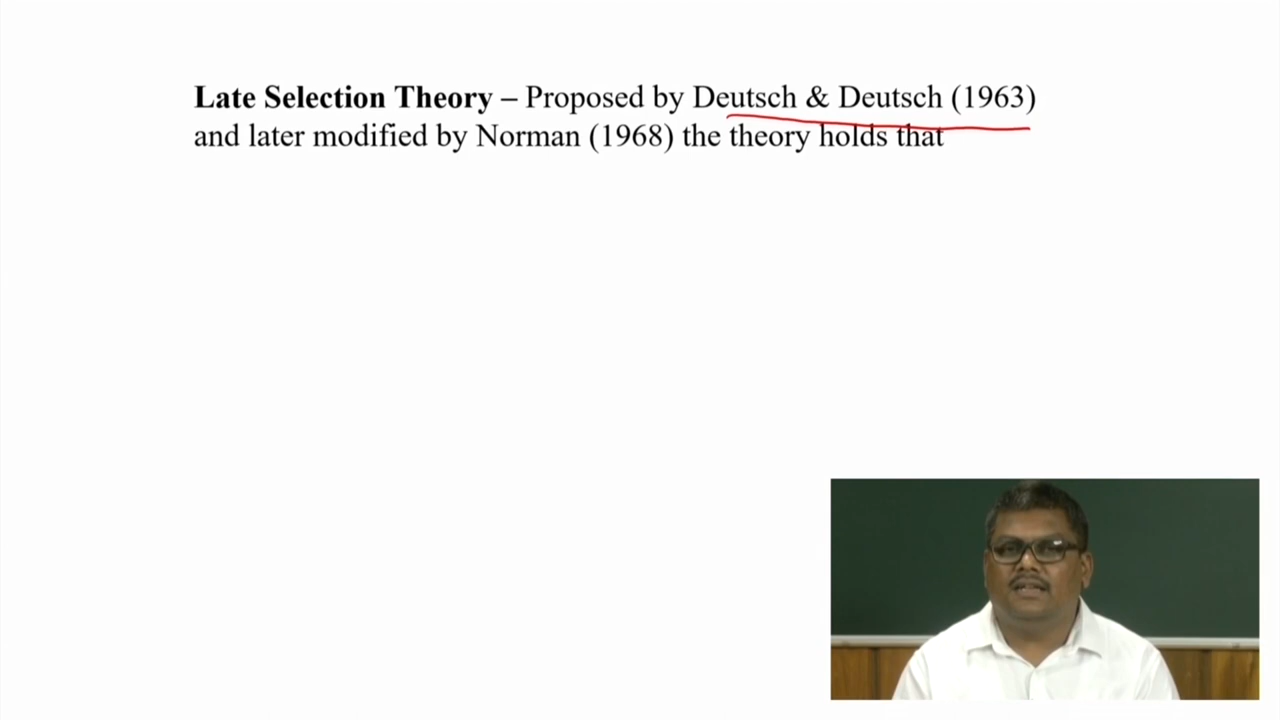 Late Selection Theory – Proposed by Deutsch & Deutsch (1963)
and later modified by Norman (1968) the theory holds that